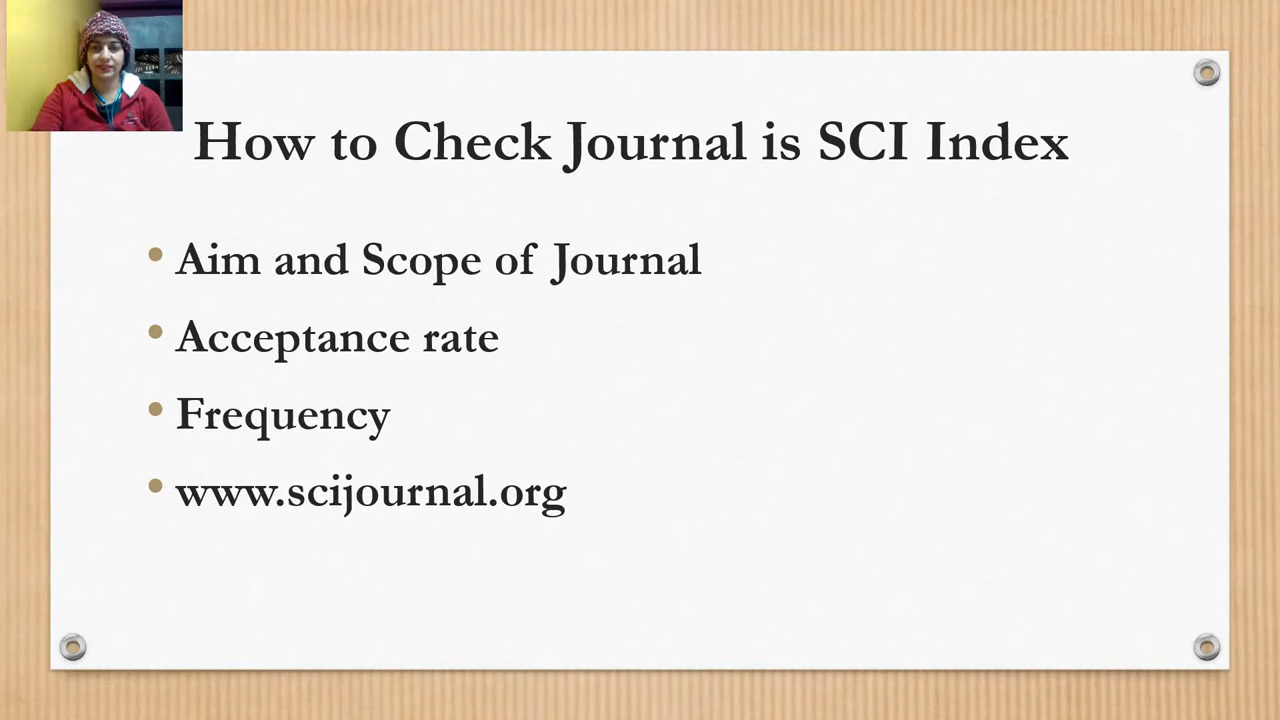 How to Check Journal is SCI Index
• Aim and Scope of Journal
• Acceptance rate
• Frequency
• www.scijournal.org